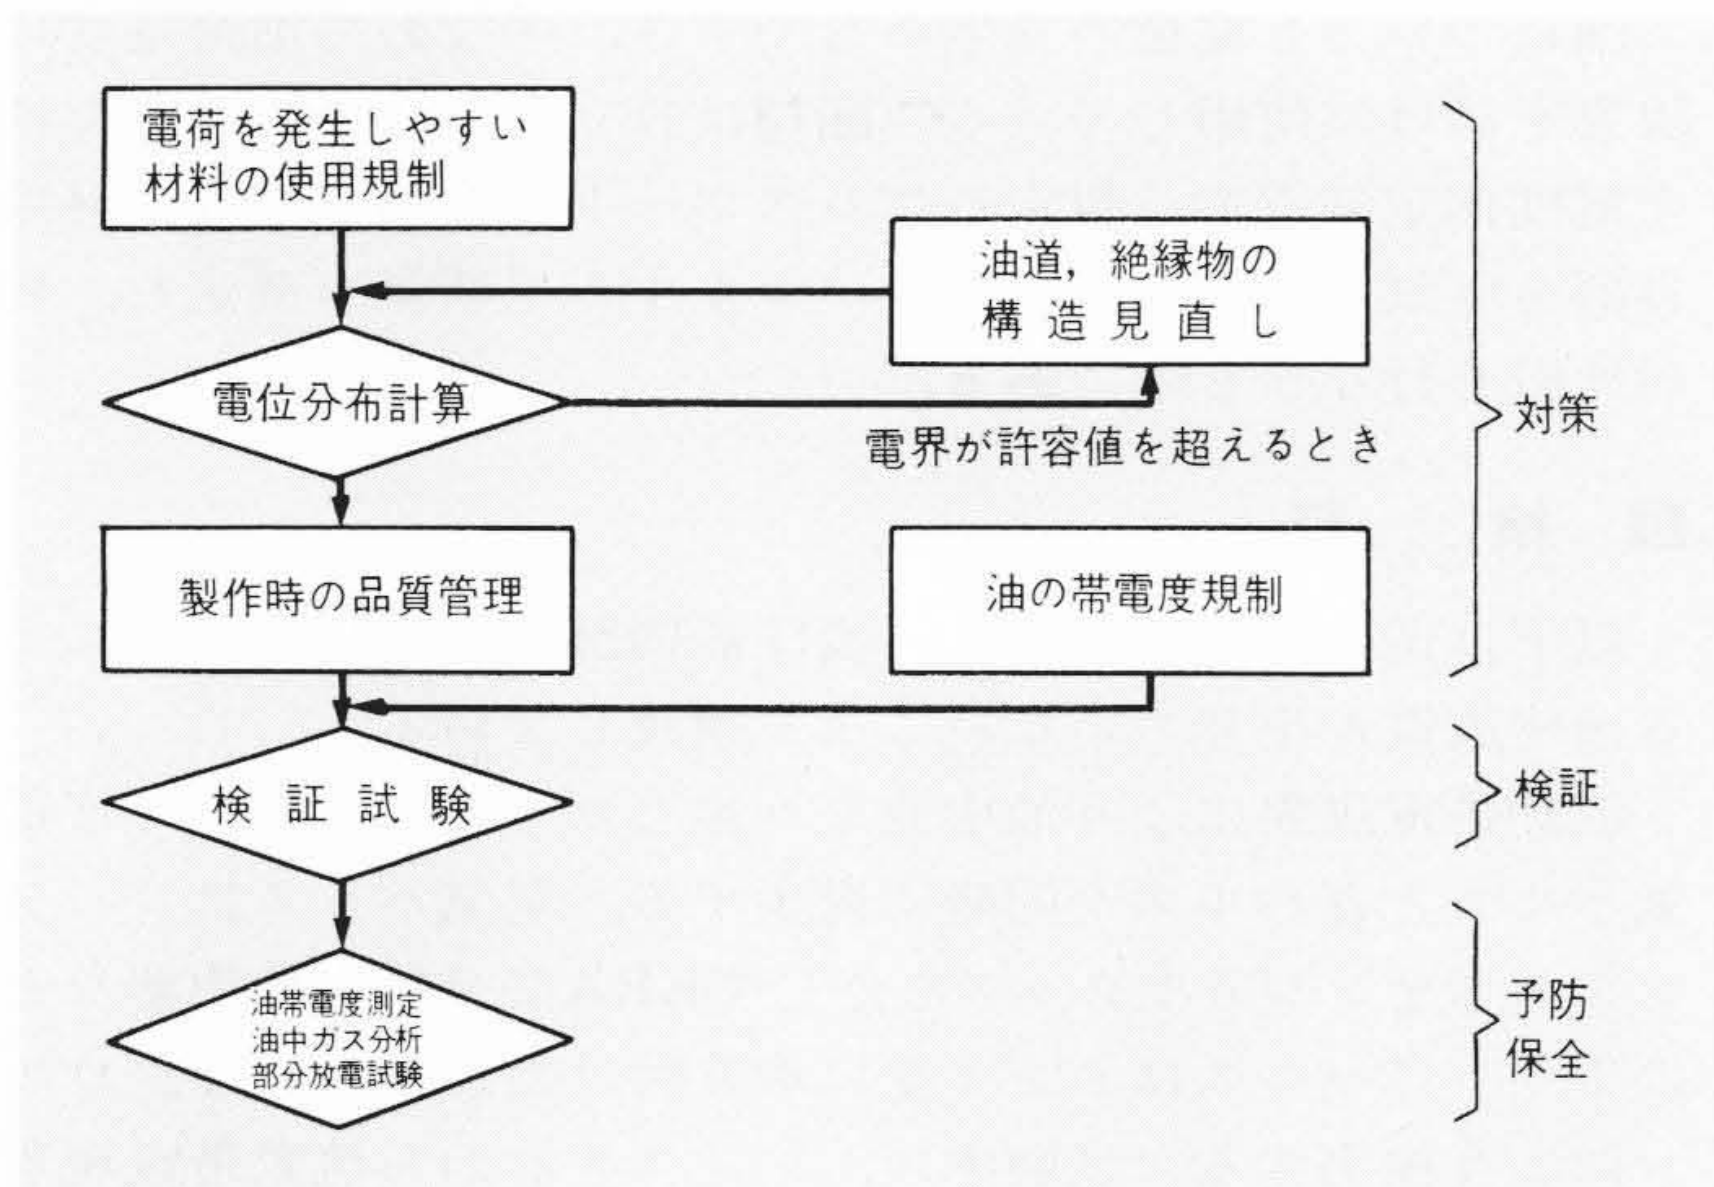 電荷を発生しやすい
材料の使用規制
油道，絶縁物の
構造見直し
電位分布計算
電界が許容値を超えるとき
対策
製作時の品質管理
油の帯電度規制
検証試験
検証
油帯電度測定
油中ガス分析
部分放電試験
予防
保全